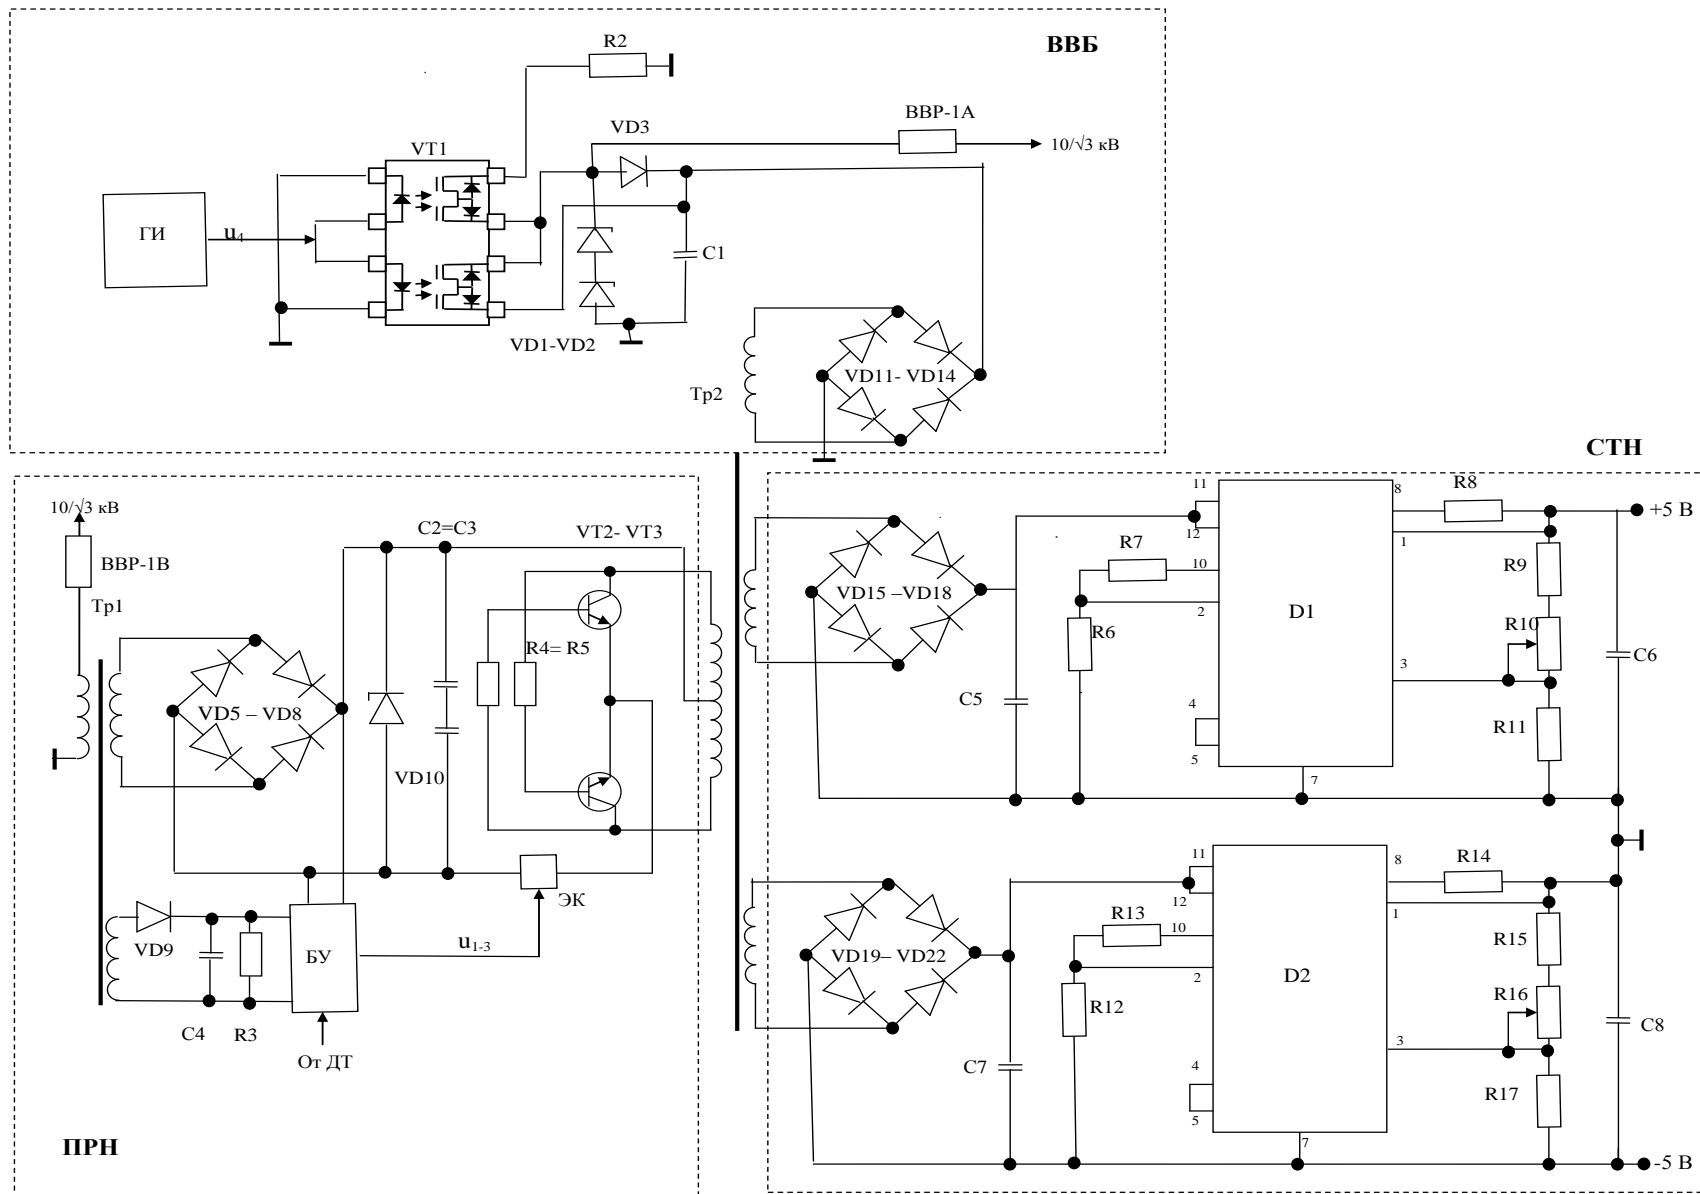 ВВБ
R2
ВВР-1А
VD3
10/√3 кВ
VT1
ГИ
u4
C1
VD1-VD2
VD11- VD14
Тр2
СТН
10/√3 кВ
ВВР-1В
Тр1
C2=C3
VT2- VT3
R4= R5
VD5 – VD8
VD10
ЭК
VD9
БУ
u1-3
C4
R3
От ДТ
ПРН
11
12
R7
10
2
R6
VD15 –VD18
C5
4
5
D1
8
R8
1
+5 В
R9
R10
3
C6
R11
7
11
12
R13
10
2
R12
VD19– VD22
C7
4
5
D2
8
R14
1
R15
R16
3
C8
R17
7
-5 В